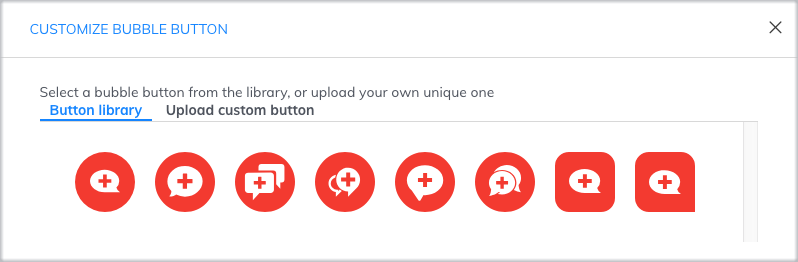 CUSTOMIZE BUBBLE BUTTON
Select a bubble button from the library, or upload your own unique one
Button library Upload custom button